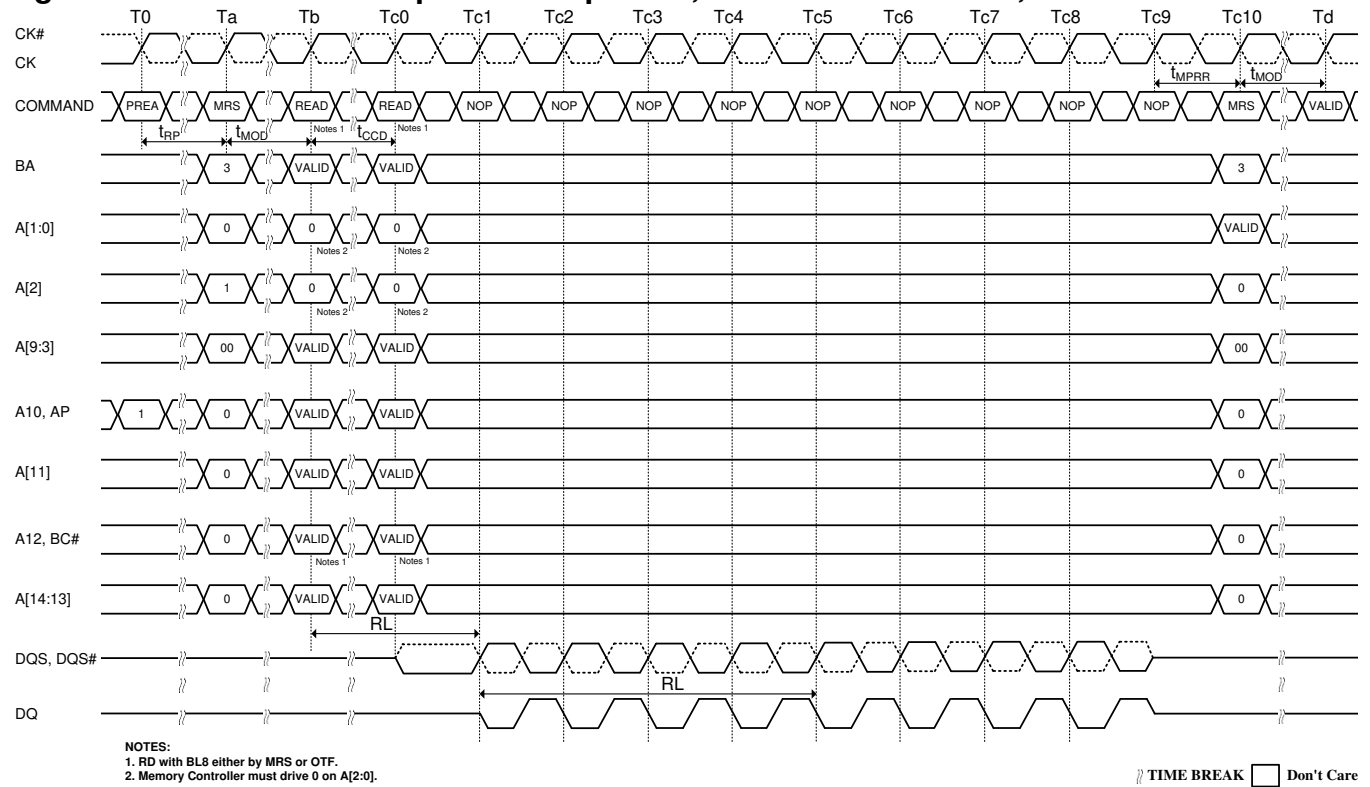 T0 Ta Tb Tc0 Tc1 Tc2 Tc3 Tc4 Tc5 Tc6 Tc7 Tc8 Tc9 Tc10 Td
CK#
CK
tMPRR tMOD
COMMAND PREA MRS READ READ NOP NOP NOP NOP NOP NOP NOP NOP NOP MRS VALID
Notes 1 Notes 1
tRP tMOD tCCD
BA 3 VALID VALID 3
A[1:0] 0 0 0 VALID
Notes 2 Notes 2
A[2] 1 0 0 0
Notes 2 Notes 2
A[9:3] 00 VALID VALID 00
A10, AP 1 0 VALID VALID 0
A[11] 0 VALID VALID 0
A12, BC# 0 VALID VALID 0
Notes 1 Notes 1
A[14:13] 0 VALID VALID 0
RL
DQS, DQS#
RL
DQ
NOTES:
1. RD with BL8 either by MRS or OTF.
2. Memory Controller must drive 0 on A[2:0].
TIME BREAK Don't Care